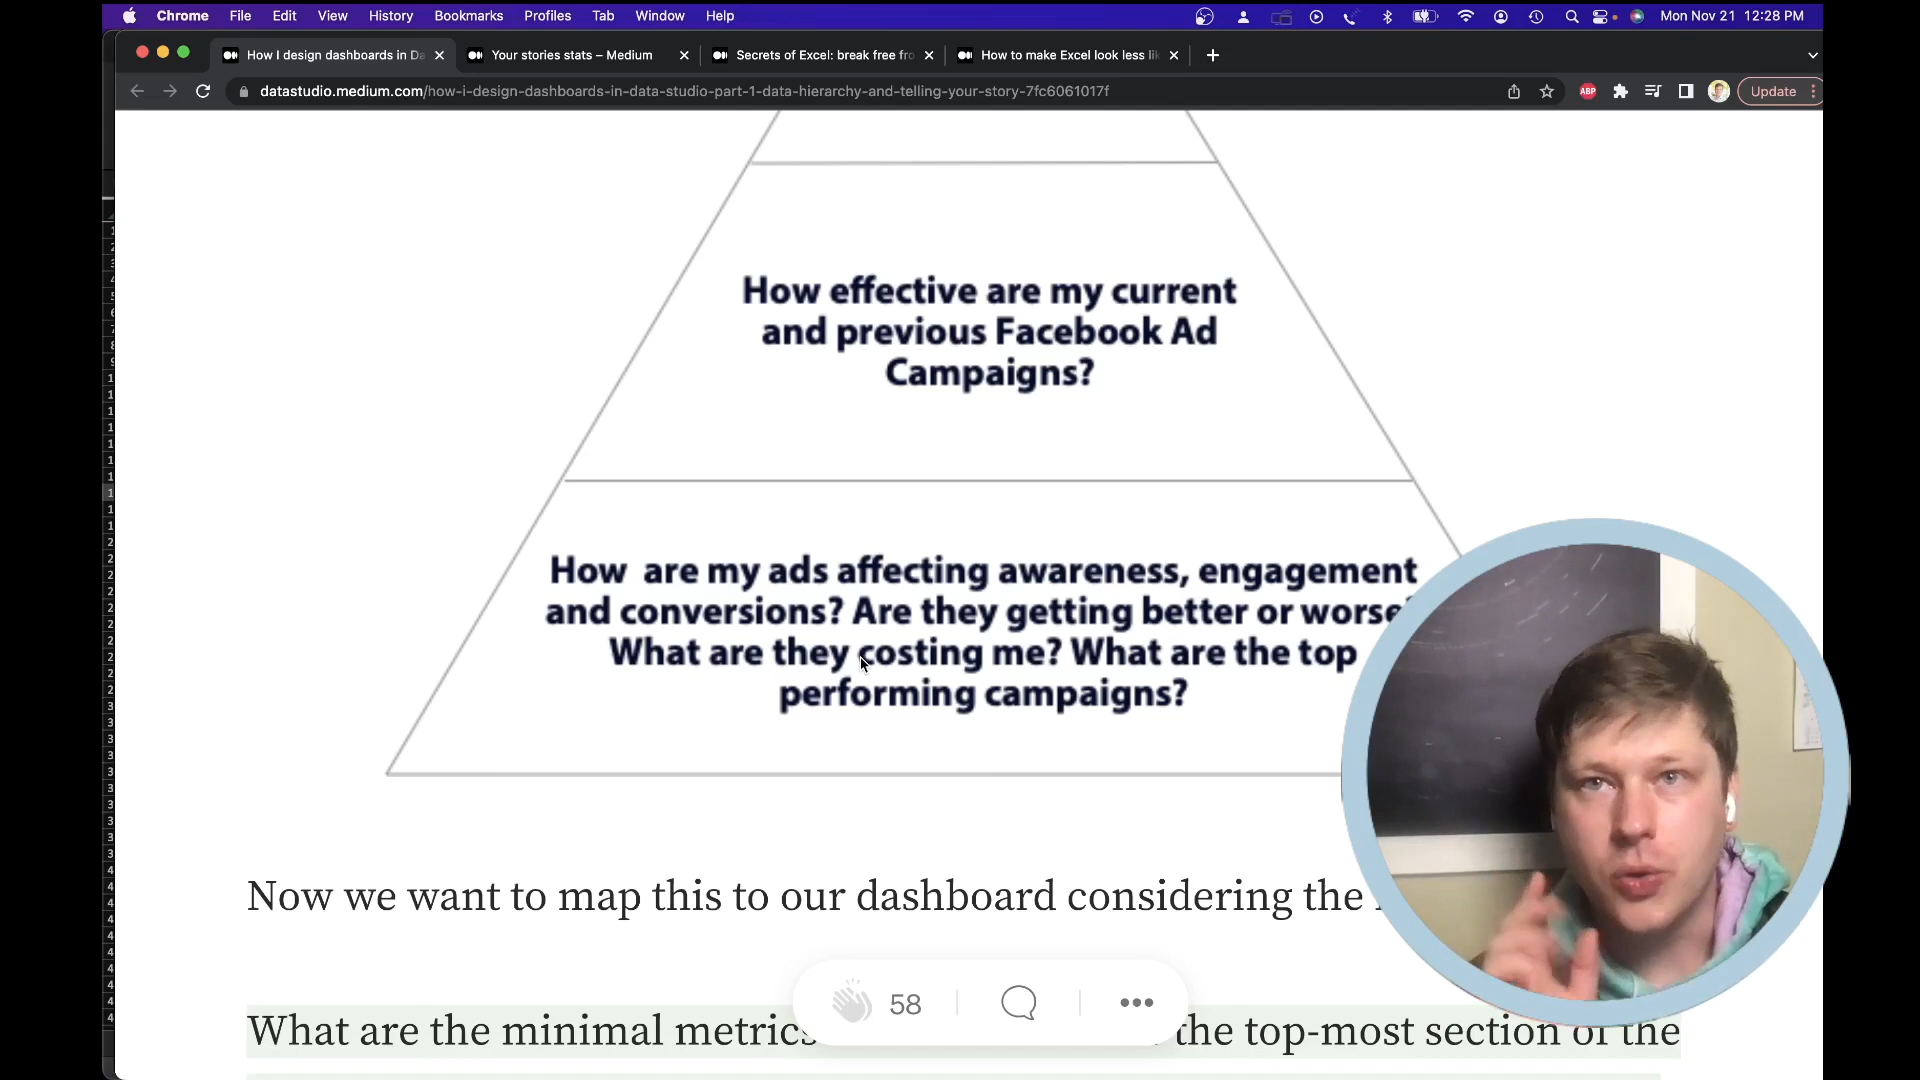 Chrome File Edit View History Bookmarks Profiles Tab Window Help Mon Nov 21 12:28 PM
How I design dashboards in Da Your stories stats – Medium Secrets of Excel: break free fro How to make Excel look less li
datastudio.medium.com/how-i-design-dashboards-in-data-studio-part-1-data-hierarchy-and-telling-your-story-7fc6061017f ABP Update
How effective are my current
and previous Facebook Ad
Campaigns?
How are my ads affecting awareness, engagement
and conversions? Are they getting better or worse?
What are they costing me? What are the top
performing campaigns?
Now we want to map this to our dashboard considering the
58
What are the minimal metrics the top-most section of the